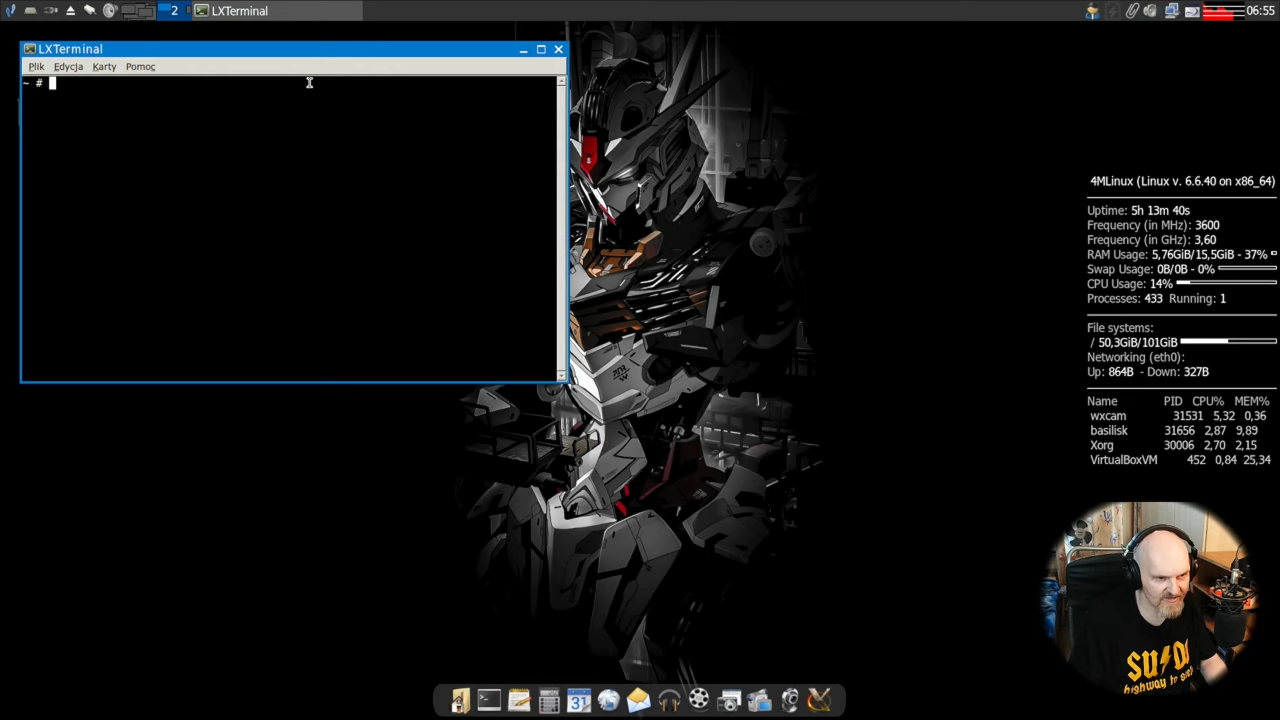 2 LXTerminal 06:55
LXTerminal
Plik Edycja Karty Pomoc
~ #
4MLinux (Linux v. 6.6.40 on x86_64)
Uptime: 5h 13m 40s
Frequency (in MHz): 3600
Frequency (in GHz): 3,60
RAM Usage: 5,76GiB/15,5GiB - 37%
Swap Usage: 0B/0B - 0%
CPU Usage: 14%
Processes: 433 Running: 1
File systems:
/ 50,3GiB/101GiB
Networking (eth0):
Up: 864B - Down: 327B
Name PID CPU% MEM%
wxcam 31531 5,32 0,36
basilisk 31656 2,87 9,89
Xorg 30006 2,70 2,15
VirtualBoxVM 452 0,84 25,34
highway to
31